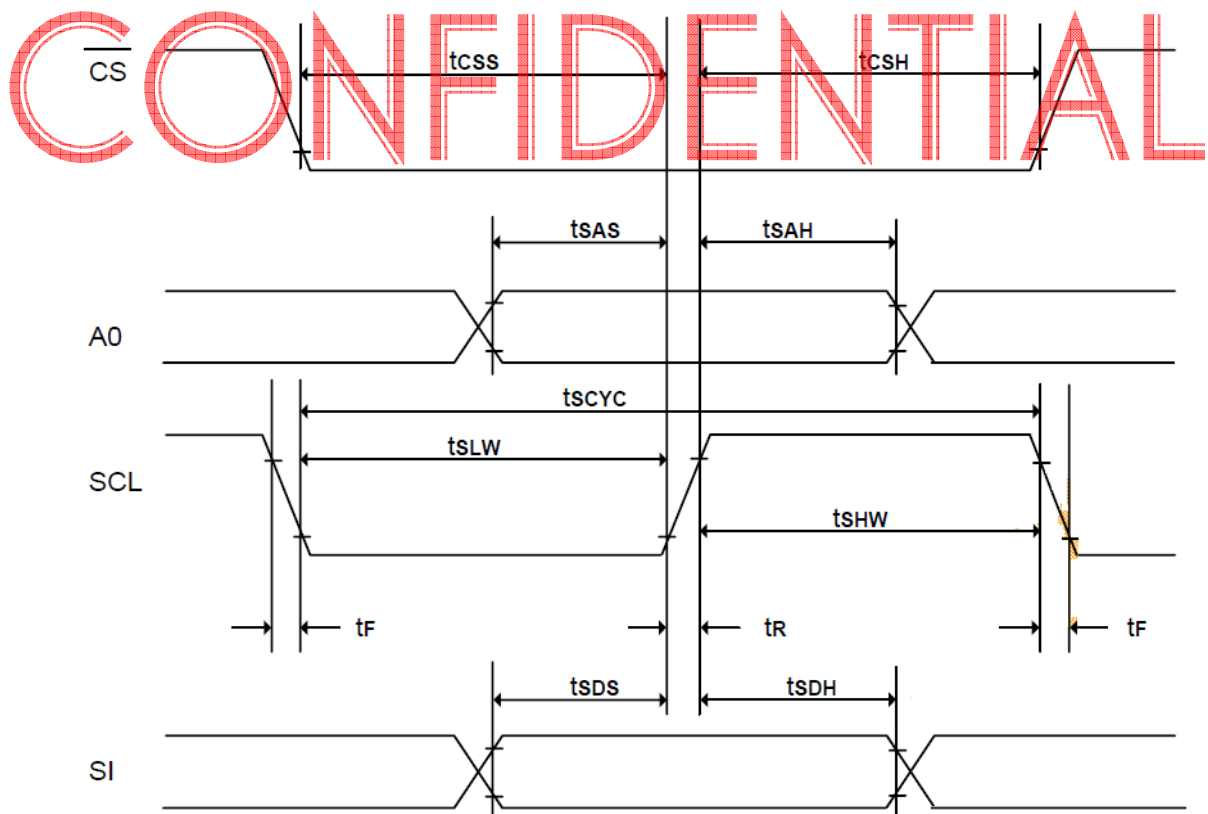 CONFIDENTIAL
CS
tCSS
tCSH
tSAS
tSAH
A0
tSCYC
tSLW
SCL
tSHW
tF
tR
tF
tSDS
tSDH
SI